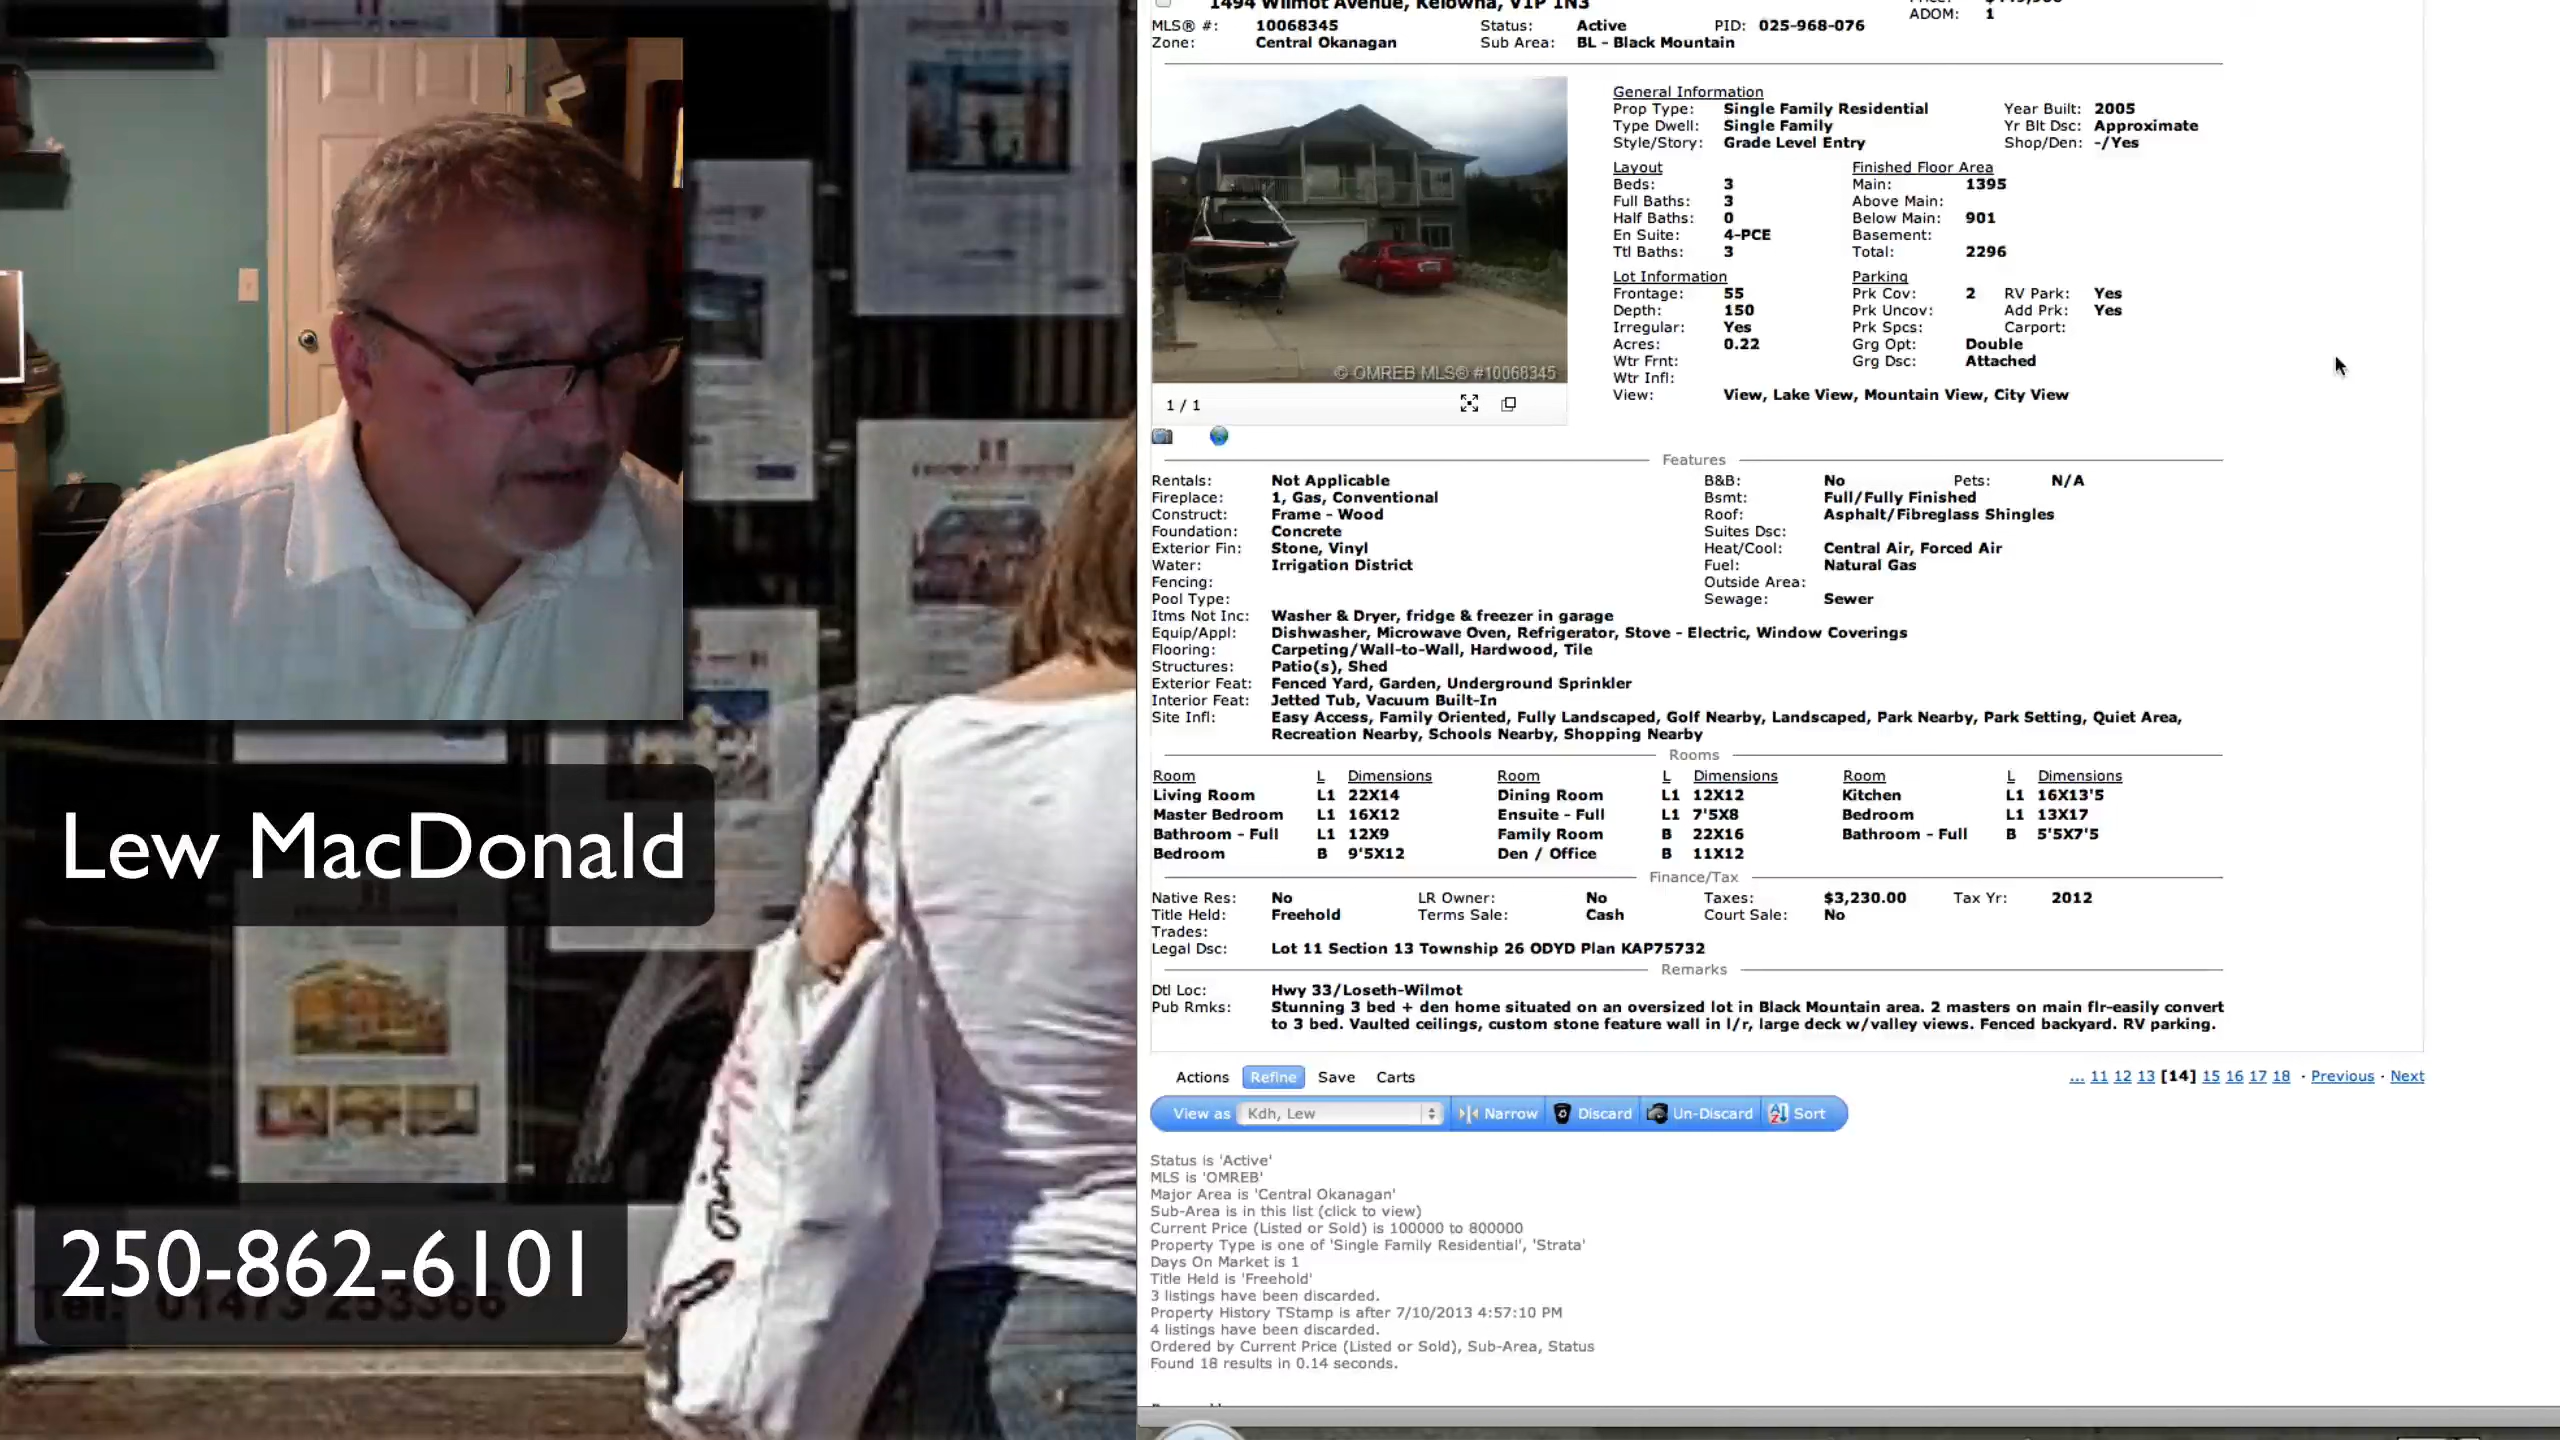 1494 Wilmot Avenue, Kelowna, V1P 1N3
ADOM: 1
MLS® #: 10068345 Status: Active PID: 025-968-076
Zone: Central Okanagan Sub Area: BL - Black Mountain
General Information
Prop Type: Single Family Residential Year Built: 2005
Type Dwell: Single Family Yr Blt Dsc: Approximate
Style/Story: Grade Level Entry Shop/Den: -/Yes
Layout Finished Floor Area
Beds: 3 Main: 1395
Full Baths: 3 Above Main:
Half Baths: 0 Below Main: 901
En Suite: 4-PCE Basement:
Ttl Baths: 3 Total: 2296
Lot Information Parking
Frontage: 55 Prk Cov: 2 RV Park: Yes
Depth: 150 Prk Uncov: Add Prk: Yes
Irregular: Yes Prk Spcs: Carport:
Acres: 0.22 Grg Opt: Double
Wtr Frnt: Grg Dsc: Attached
Wtr Infl:
View: View, Lake View, Mountain View, City View
© OMREB MLS® #10068345
1 / 1
Features
Rentals: Not Applicable B&B: No Pets: N/A
Fireplace: 1, Gas, Conventional Bsmt: Full/Fully Finished
Construct: Frame - Wood Roof: Asphalt/Fibreglass Shingles
Foundation: Concrete Suites Dsc:
Exterior Fin: Stone, Vinyl Heat/Cool: Central Air, Forced Air
Water: Irrigation District Fuel: Natural Gas
Fencing: Outside Area:
Pool Type: Sewage: Sewer
Itms Not Inc: Washer & Dryer, fridge & freezer in garage
Equip/Appl: Dishwasher, Microwave Oven, Refrigerator, Stove - Electric, Window Coverings
Flooring: Carpeting/Wall-to-Wall, Hardwood, Tile
Structures: Patio(s), Shed
Exterior Feat: Fenced Yard, Garden, Underground Sprinkler
Interior Feat: Jetted Tub, Vacuum Built-In
Site Infl: Easy Access, Family Oriented, Fully Landscaped, Golf Nearby, Landscaped, Park Nearby, Park Setting, Quiet Area,
Recreation Nearby, Schools Nearby, Shopping Nearby
Rooms
Room L Dimensions Room L Dimensions Room L Dimensions
Living Room L1 22X14 Dining Room L1 12X12 Kitchen L1 16X13'5
Master Bedroom L1 16X12 Ensuite - Full L1 7'5X8 Bedroom L1 13X17
Bathroom - Full L1 12X9 Family Room B 22X16 Bathroom - Full B 5'5X7'5
Bedroom B 9'5X12 Den / Office B 11X12
Finance/Tax
Native Res: No LR Owner: No Taxes: $3,230.00 Tax Yr: 2012
Title Held: Freehold Terms Sale: Cash Court Sale: No
Trades:
Legal Dsc: Lot 11 Section 13 Township 26 ODYD Plan KAP75732
Remarks
Dtl Loc: Hwy 33/Loseth-Wilmot
Pub Rmks: Stunning 3 bed + den home situated on an oversized lot in Black Mountain area. 2 masters on main flr-easily convert
to 3 bed. Vaulted ceilings, custom stone feature wall in l/r, large deck w/valley views. Fenced backyard. RV parking.
Actions Refine Save Carts ... 11 12 13 [14] 15 16 17 18 · Previous · Next
View as Kdh, Lew Narrow Discard Un-Discard Sort
Status is 'Active'
MLS is 'OMREB'
Major Area is 'Central Okanagan'
Sub-Area is in this list (click to view)
Current Price (Listed or Sold) is 100000 to 800000
Property Type is one of 'Single Family Residential', 'Strata'
Days On Market is 1
Title Held is 'Freehold'
3 listings have been discarded.
Property History TStamp is after 7/10/2013 4:57:10 PM
4 listings have been discarded.
Ordered by Current Price (Listed or Sold), Sub-Area, Status
Found 18 results in 0.14 seconds.
Lew MacDonald
250-862-6101